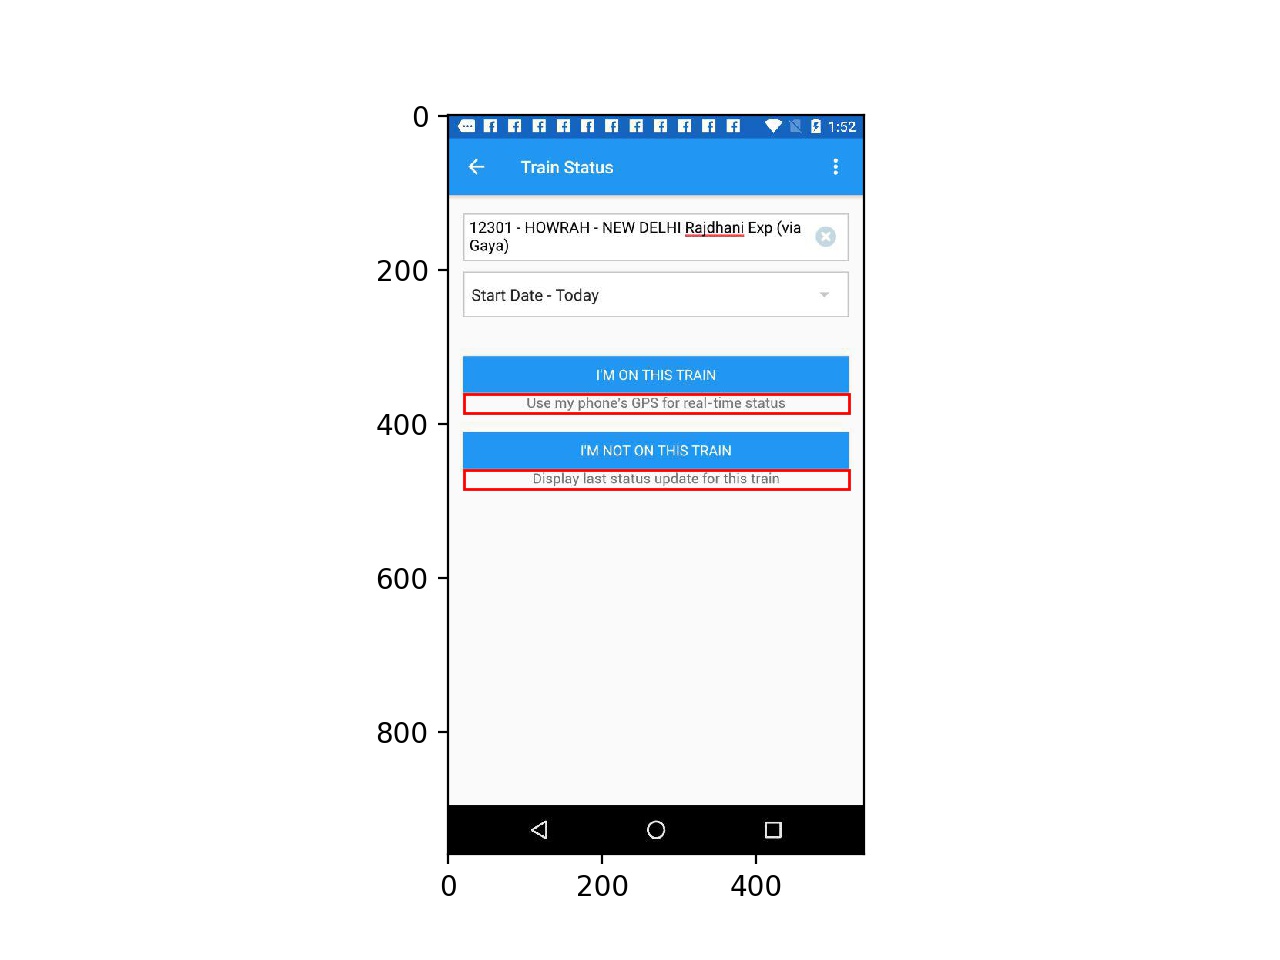 0
200
400
600
800
1:52
Train Status
12301 - HOWRAH - NEW DELHI Rajdhani Exp (via
Gaya)
Start Date - Today
I'M ON THIS TRAIN
Use my phone's GPS for real-time status
I'M NOT ON THIS TRAIN
Display last status update for this train
0 200 400